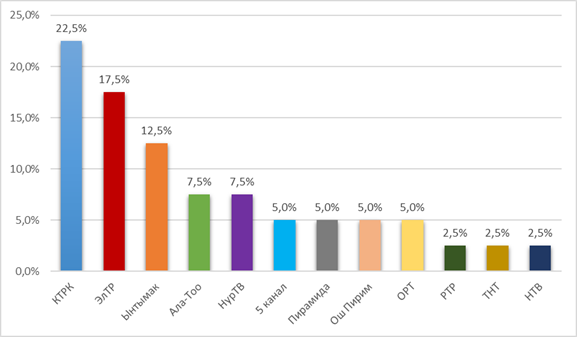 25,0%
20,0%
15,0%
10,0%
5,0%
0,0%
22,5%
17,5%
12,5%
7,5%
7,5%
5,0%
5,0%
5,0%
5,0%
2,5%
2,5%
2,5%
КТРК
ЭлТР
Ынтымак
Ала-Тоо
НурТВ
5 канал
Пирамида
Ош Пирим
ОРТ
РТР
ТНТ
НТВ